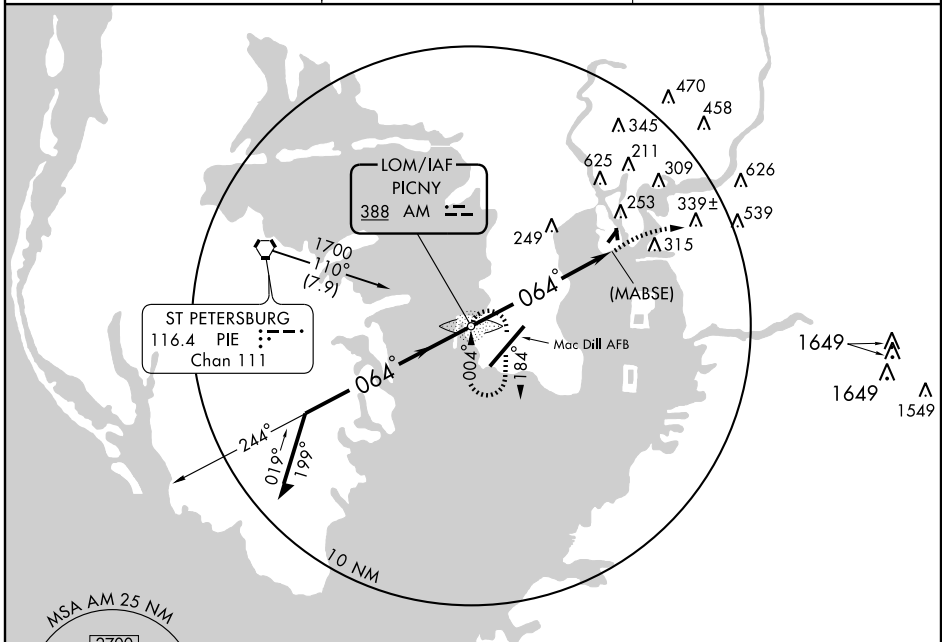 470
458
345
211
625
309
626
253
339±
539
249
315
LOM/IAF
PICNY
388 AM
1700
110°
(7.9)
064°
(MABSE)
ST PETERSBURG
116.4 PIE
Chan 111
Mac Dill AFB
004°
184°
064°
1649
1649
1549
244°
019°
199°
10 NM
MSA AM 25 NM
2700